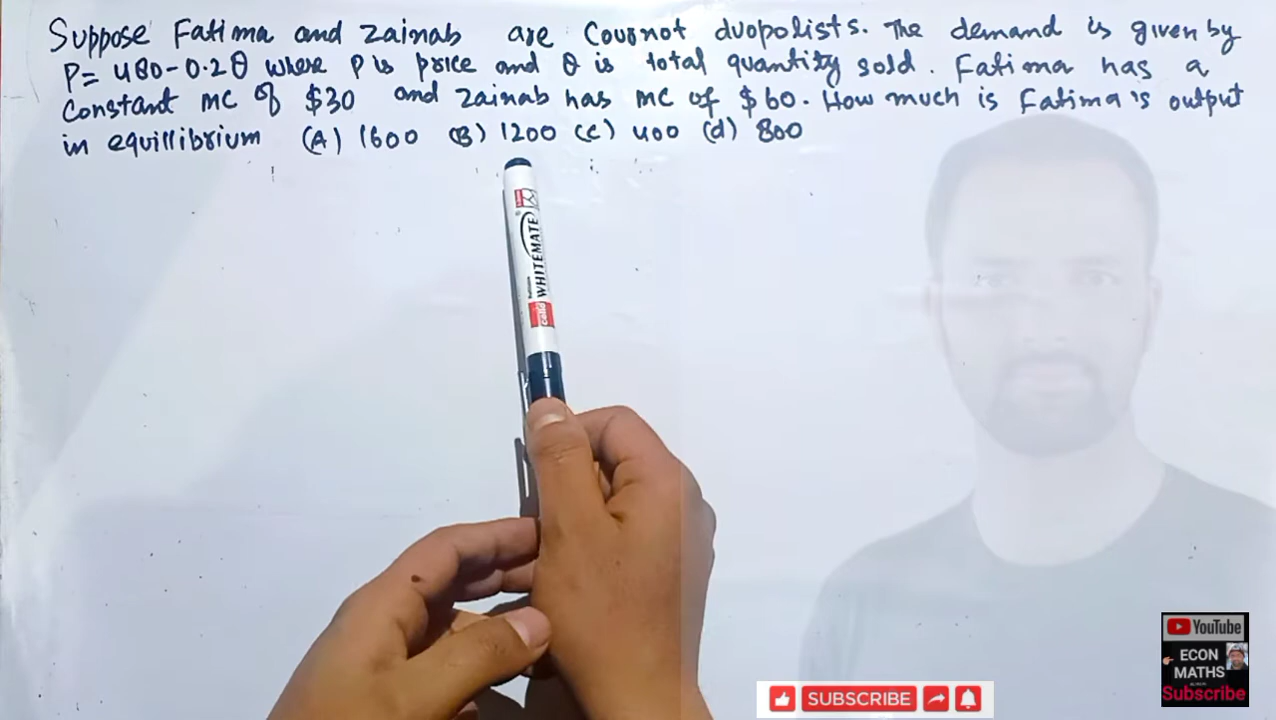 Suppose Fatima and Zainab are Cournot duopolists. The demand is given by
P= 480-0.2Q where P is price and Q is total quantity sold. Fatima has a
Constant MC of $30 and Zainab has MC of $60. How much is Fatima's output
in equillibrium (A) 1600 (B) 1200 (C) 400 (d) 800
WHITEMATE
cello
SUBSCRIBE
YouTube
ECON
MATHS
Subscribe